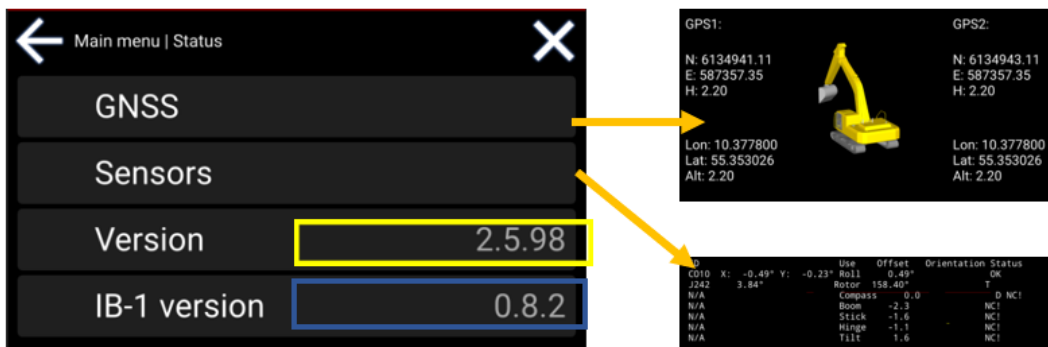 Main menu | Status
GNSS
Sensors
Version 2.5.98
IB-1 version 0.8.2
GPS1:
N: 6134941.11
E: 587357.35
H: 2.20
Lon: 10.377800
Lat: 55.353026
Alt: 2.20
GPS2:
N: 6134943.11
E: 587357.35
H: 2.20
Lon: 10.377800
Lat: 55.353026
Alt: 2.20
Use Offset Orientation Status
C010 X: -0.49° Y: -0.23° Roll 0.49° OK
J242 3.84° Rotor 158.40° T
N/A Compass 0.0 D NC!
N/A Boom -2.3 NC!
N/A Stick -1.6 NC!
N/A Hinge -1.1 NC!
N/A Tilt 1.6 NC!